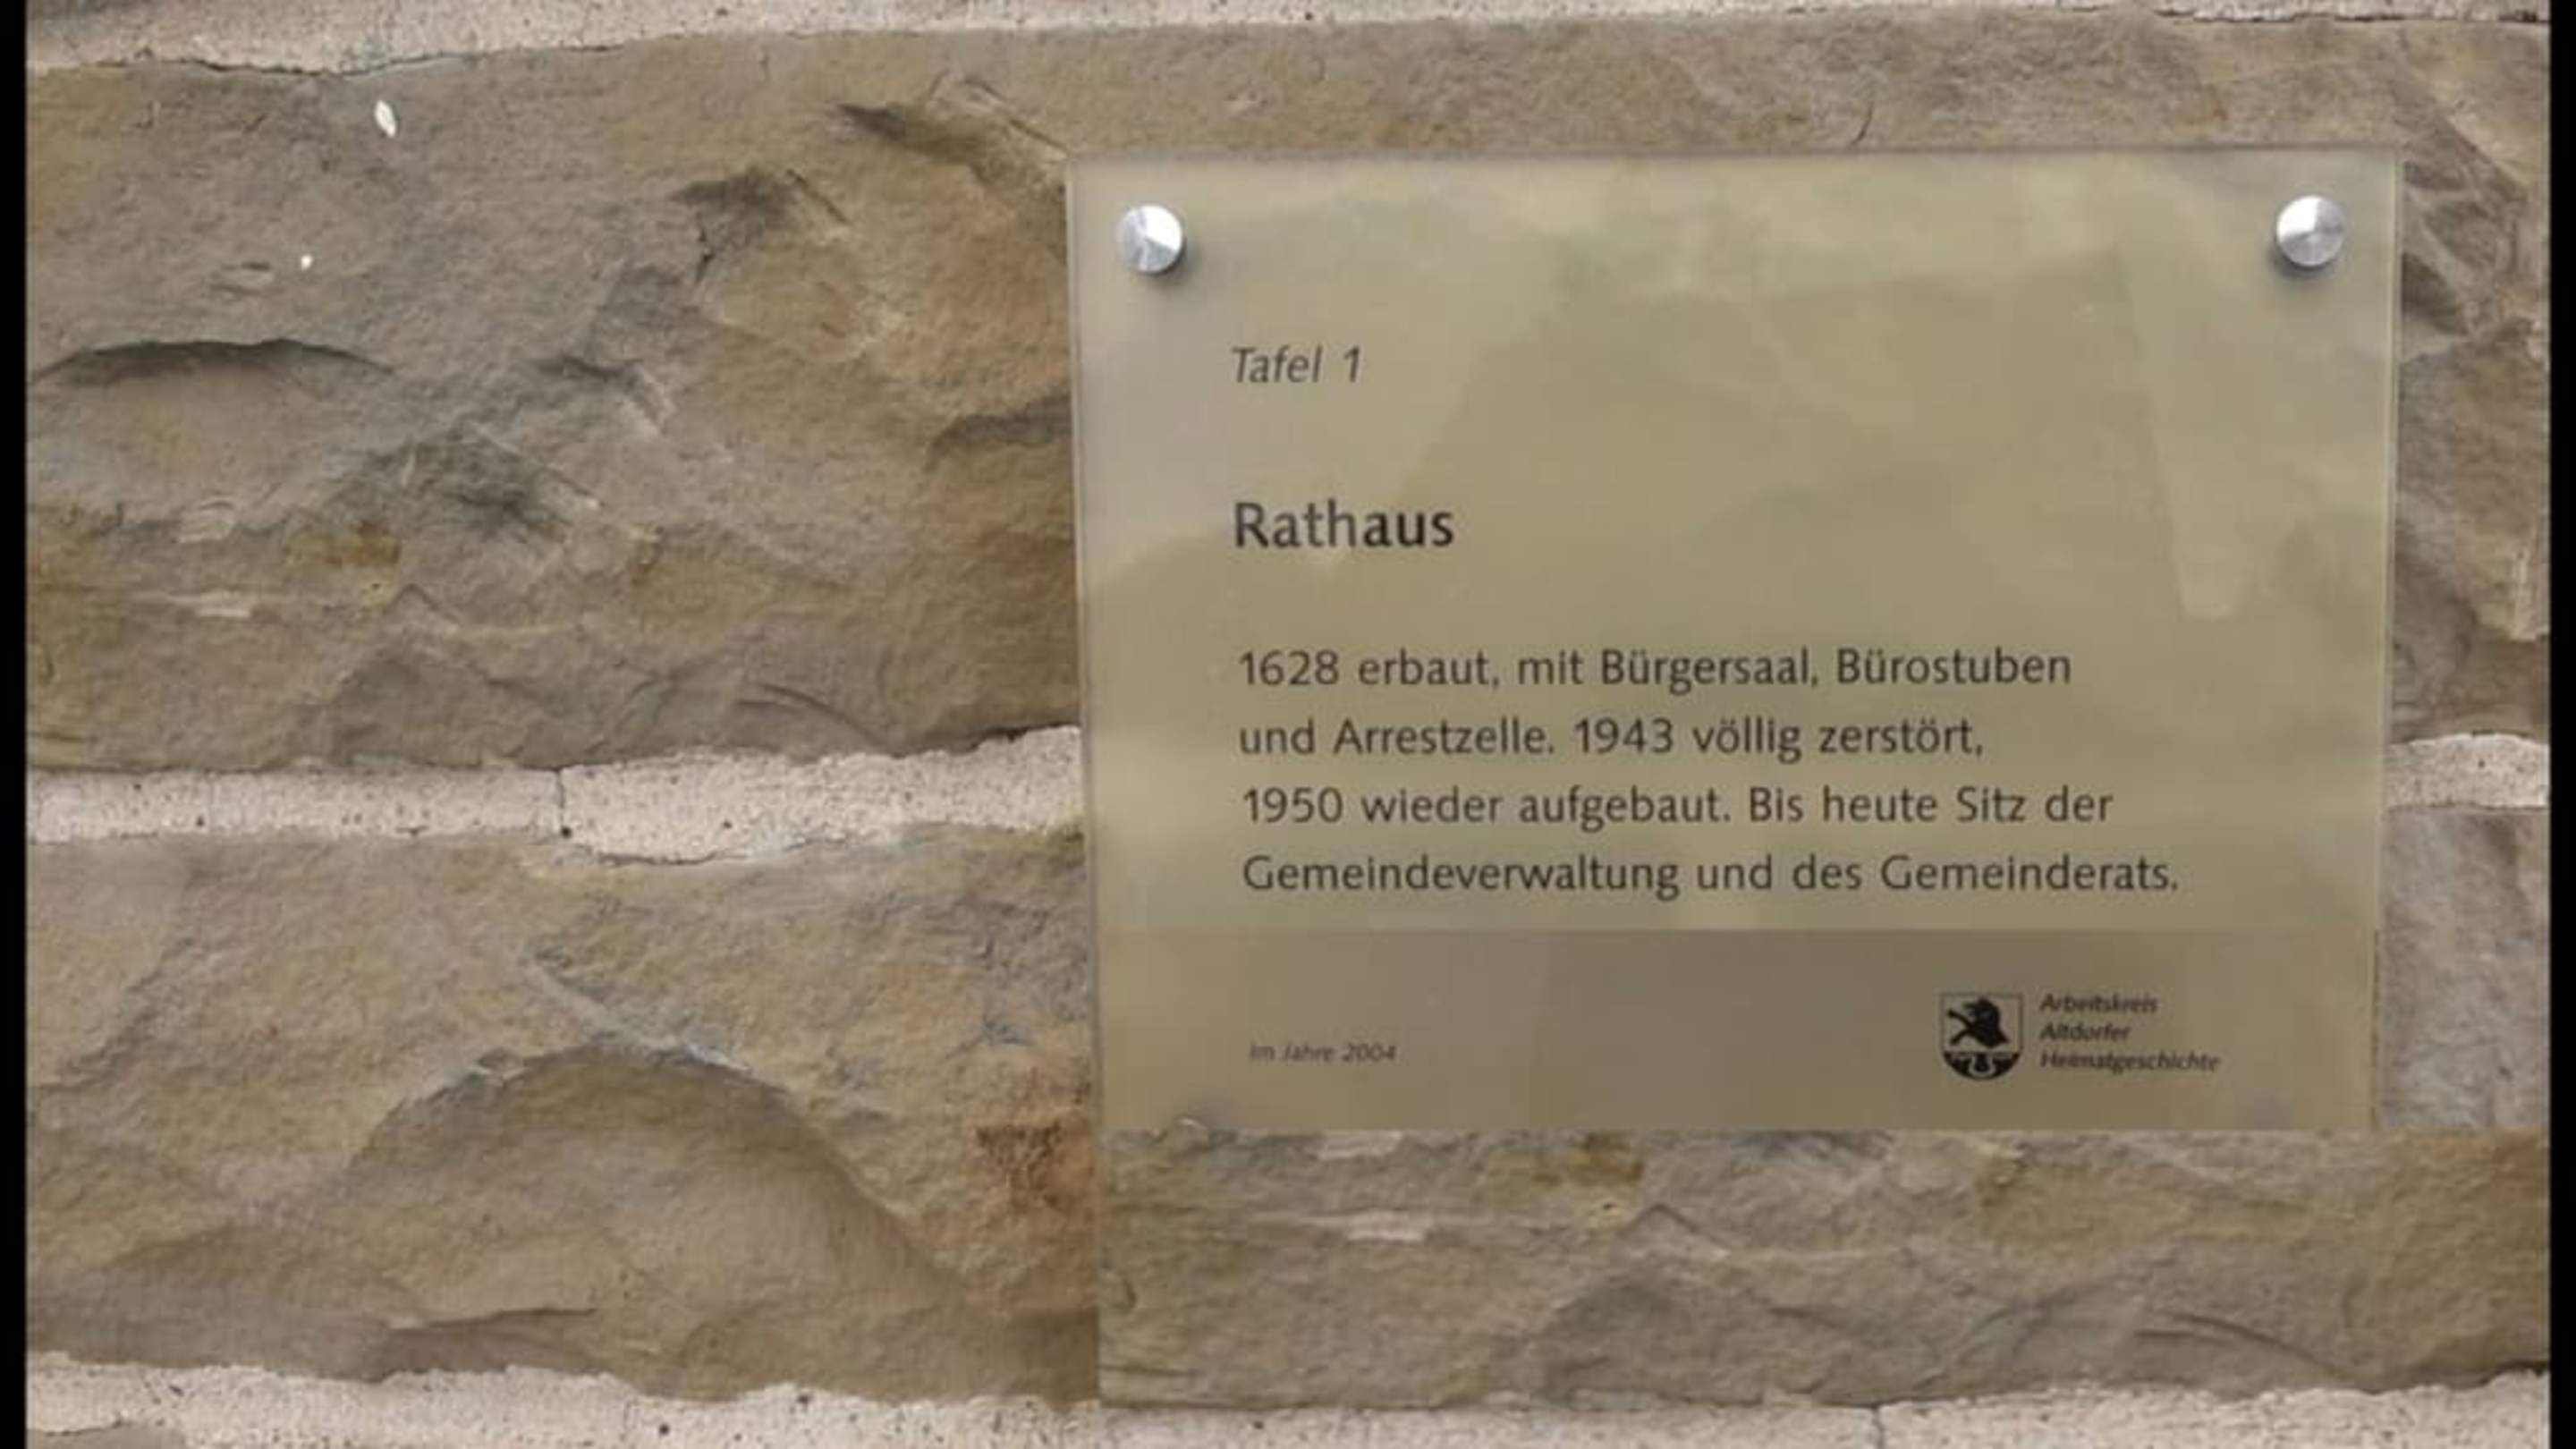 Tafel 1
Rathaus
1628 erbaut, mit Bürgersaal, Bürostuben
und Arrestzelle. 1943 völlig zerstört,
1950 wieder aufgebaut. Bis heute Sitz der
Gemeindeverwaltung und des Gemeinderats.
Im Jahre 2004
Arbeitskreis
Altdorfer
Heimatgeschichte